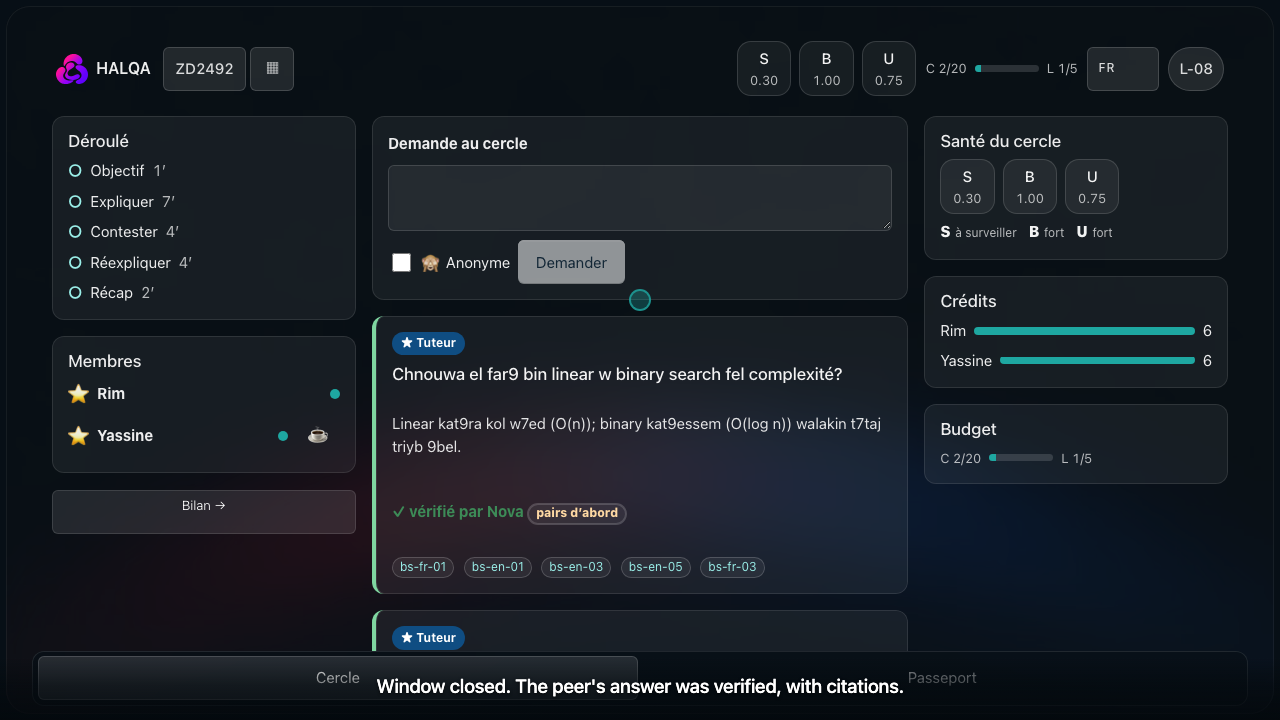 HALQA ZD2492 ▦
S 0.30
B 1.00
U 0.75
C 2/20 L 1/5 FR L-08
Déroulé
Objectif 1′
Expliquer 7′
Contester 4′
Réexpliquer 4′
Récap 2′
Membres
Rim
Yassine
Bilan →
Demande au cercle
Anonyme Demander
★ Tuteur
Chnouwa el far9 bin linear w binary search fel complexité?
Linear kat9ra kol w7ed (O(n)); binary kat9essem (O(log n)) walakin t7taj
triyb 9bel.
✓ vérifié par Nova pairs d’abord
bs-fr-01 bs-en-01 bs-en-03 bs-en-05 bs-fr-03
★ Tuteur
Santé du cercle
S 0.30
B 1.00
U 0.75
S à surveiller B fort U fort
Crédits
Rim 6
Yassine 6
Budget
C 2/20 L 1/5
Cercle Passeport
Window closed. The peer's answer was verified, with citations.